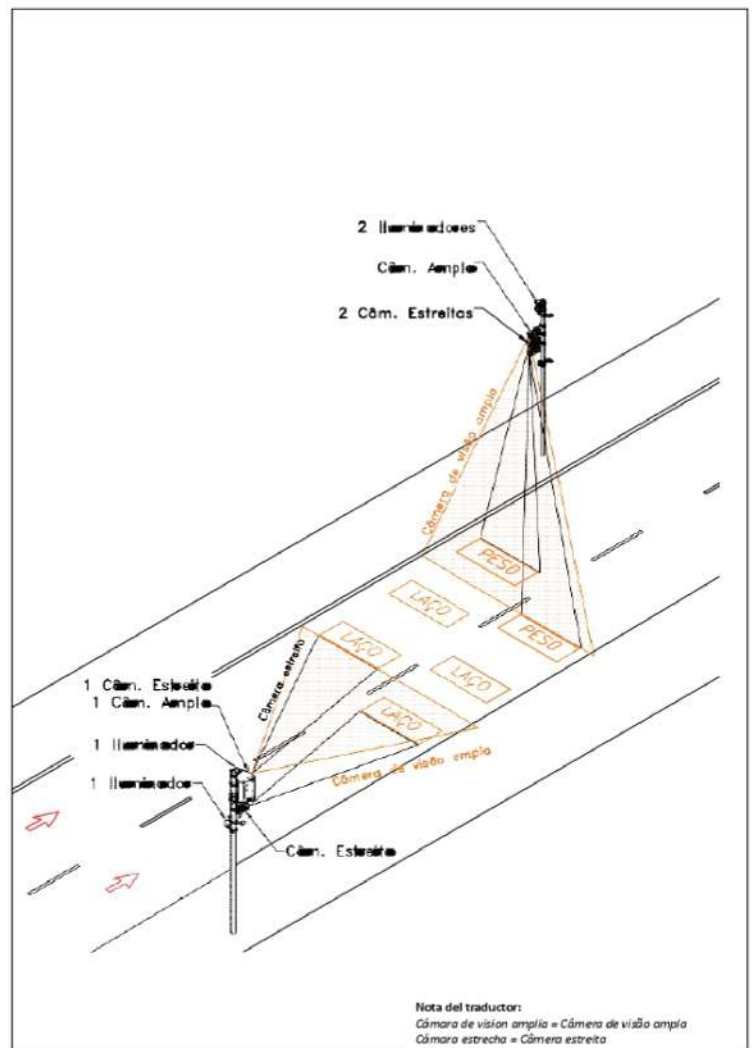 2 Iluminadores
Câm. Ampla
2 Câm. Estreitas
Câmera de visão ampla
PESO
LAÇO
PESO
LAÇO
LAÇO
Câmera estreita
1 Câm. Estreita
1 Câm. Ampla
LAÇO
1 Iluminador
Câmera de visão ampla
1 Iluminador
Câm. Estreita
Nota del traductor:
Cámara de vision amplia = Câmera de visão ampla
Cámara estrecha = Câmera estreita